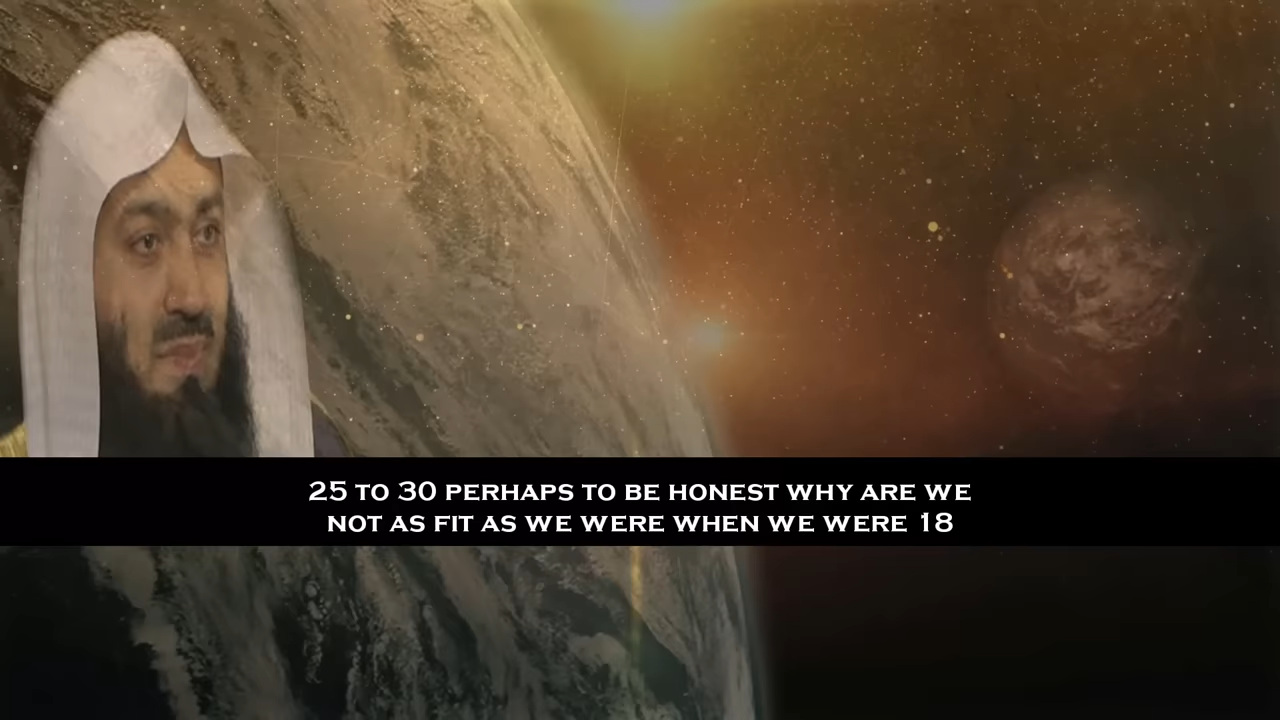 25 TO 30 PERHAPS TO BE HONEST WHY ARE WE
NOT AS FIT AS WE WERE WHEN WE WERE 18